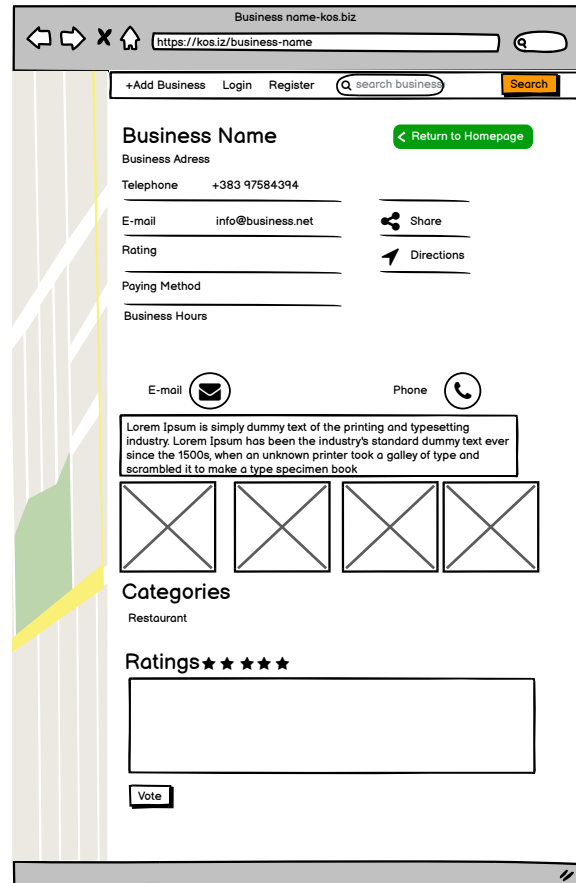 Business name-kos.biz
https://kos.iz/business-name
+Add Business Login Register search business Search
Business Name
Return to Homepage
Business Adress
Telephone +383 97584394
E-mail info@business.net
Share
Rating
Directions
Paying Method
Business Hours
E-mail
Phone
Lorem Ipsum is simply dummy text of the printing and typesetting
industry. Lorem Ipsum has been the industry's standard dummy text ever
since the 1500s, when an unknown printer took a galley of type and
scrambled it to make a type specimen book
Categories
Restaurant
Ratings
Vote